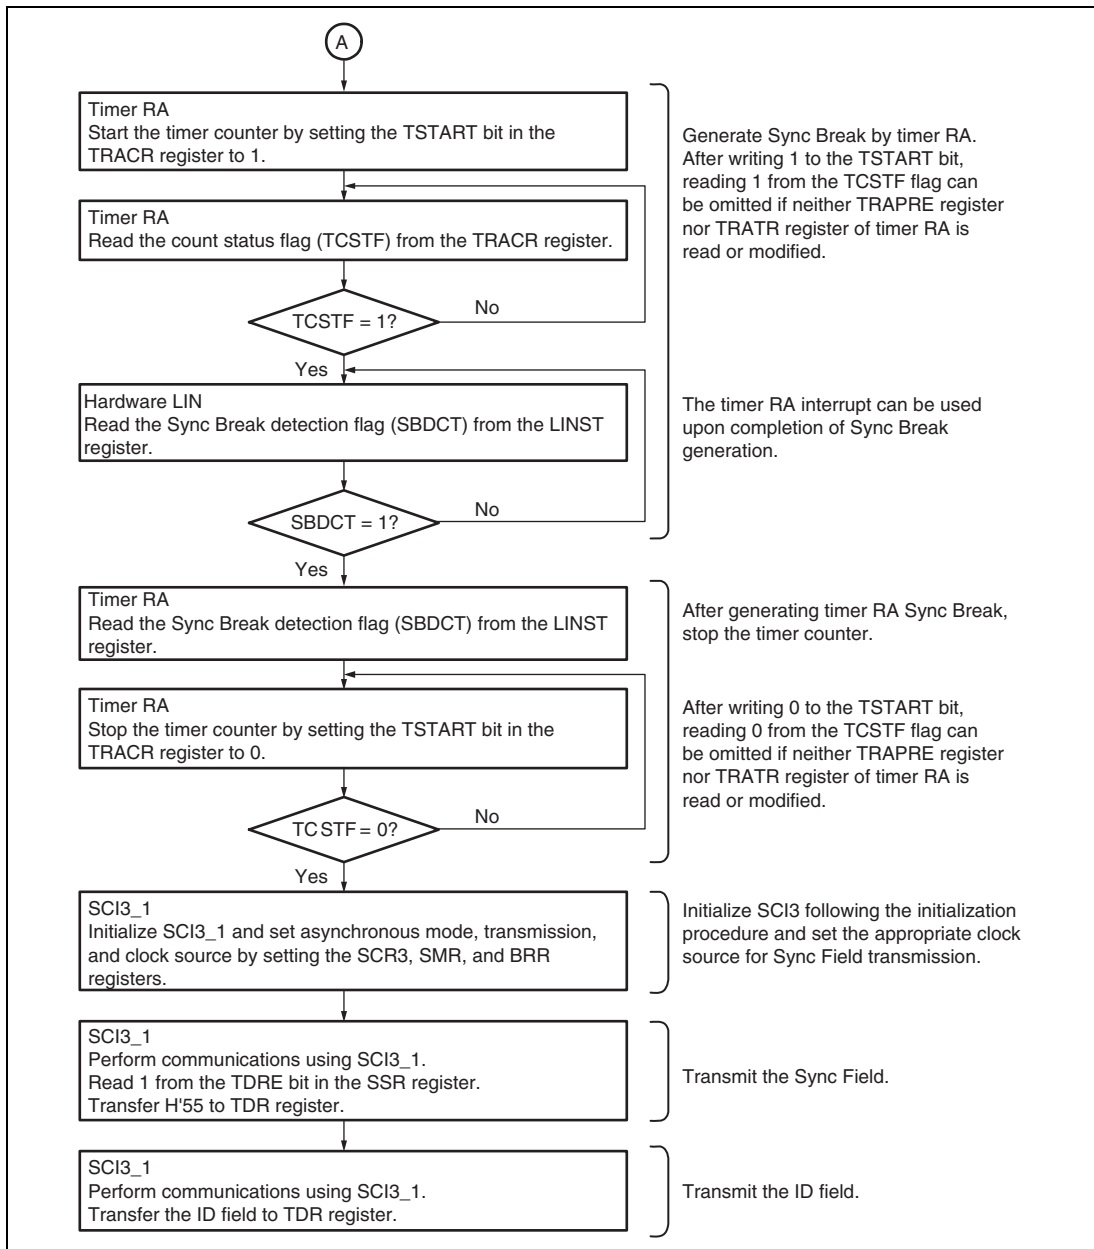 A
Timer RA
Start the timer counter by setting the TSTART bit in the
TRACR register to 1.
Generate Sync Break by timer RA.
After writing 1 to the TSTART bit,
reading 1 from the TCSTF flag can
be omitted if neither TRAPRE register
nor TRATR register of timer RA is
read or modified.
Timer RA
Read the count status flag (TCSTF) from the TRACR register.
TCSTF = 1?
No
Yes
Hardware LIN
Read the Sync Break detection flag (SBDCT) from the LINST
register.
The timer RA interrupt can be used
upon completion of Sync Break
generation.
SBDCT = 1?
No
Yes
Timer RA
Read the Sync Break detection flag (SBDCT) from the LINST
register.
After generating timer RA Sync Break,
stop the timer counter.
Timer RA
Stop the timer counter by setting the TSTART bit in the
TRACR register to 0.
After writing 0 to the TSTART bit,
reading 0 from the TCSTF flag can
be omitted if neither TRAPRE register
nor TRATR register of timer RA is
read or modified.
TCSTF = 0?
No
Yes
SCI3_1
Initialize SCI3_1 and set asynchronous mode, transmission,
and clock source by setting the SCR3, SMR, and BRR
registers.
Initialize SCI3 following the initialization
procedure and set the appropriate clock
source for Sync Field transmission.
SCI3_1
Perform communications using SCI3_1.
Read 1 from the TDRE bit in the SSR register.
Transfer H'55 to TDR register.
Transmit the Sync Field.
SCI3_1
Perform communications using SCI3_1.
Transfer the ID field to TDR register.
Transmit the ID field.